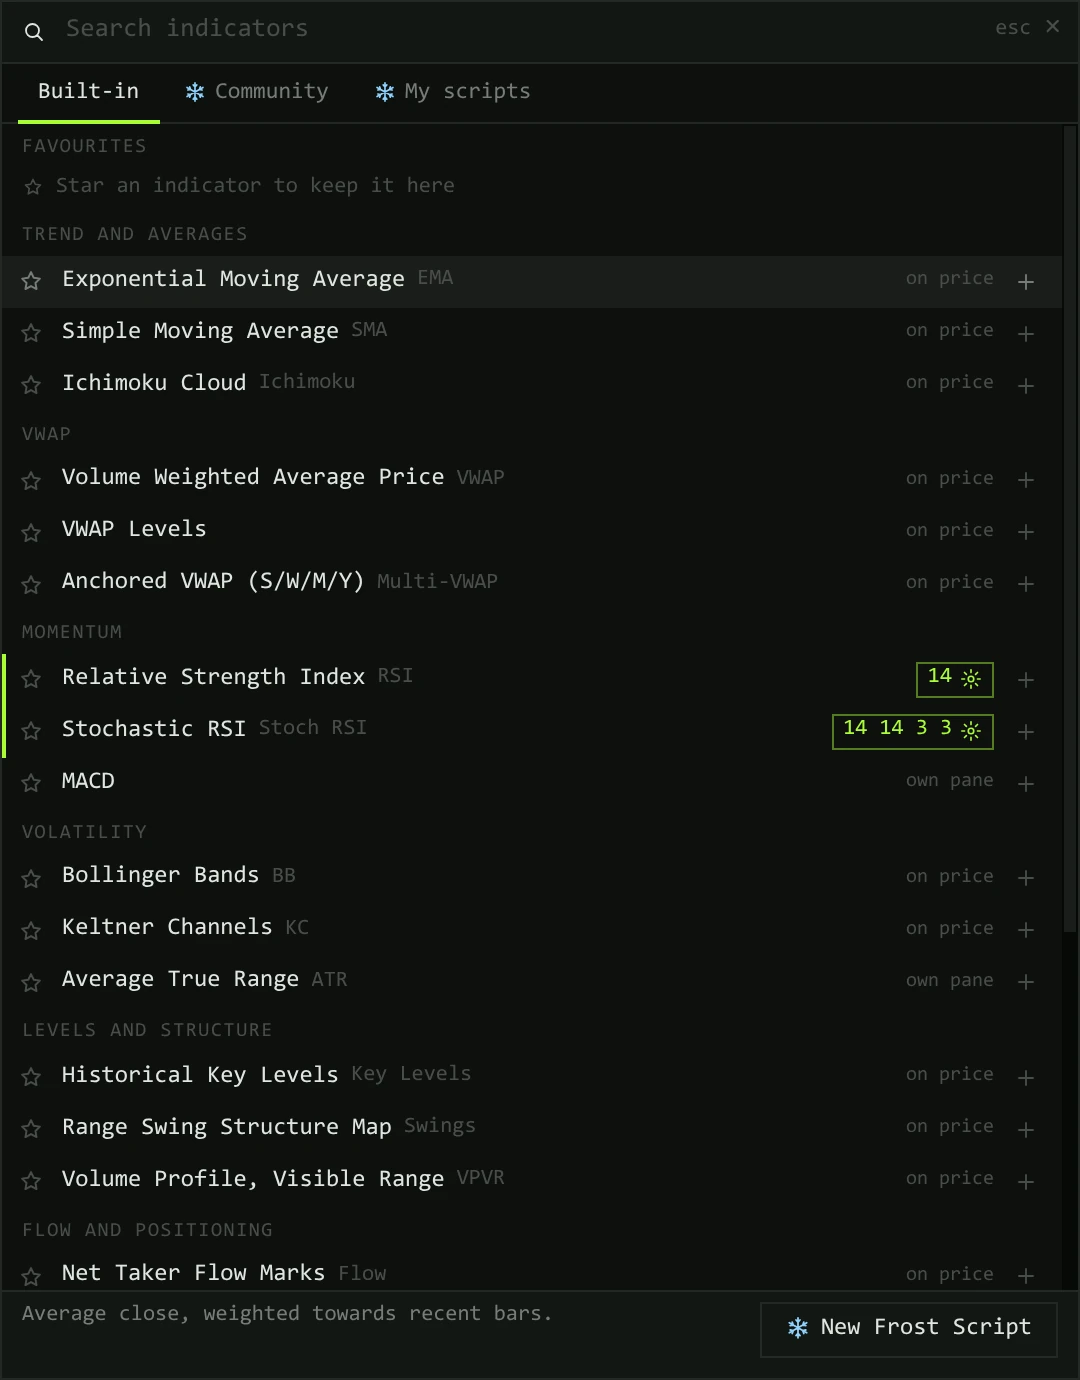 Search indicators esc ×
Built-in Community My scripts
FAVOURITES
Star an indicator to keep it here
TREND AND AVERAGES
Exponential Moving Average EMA on price +
Simple Moving Average SMA on price +
Ichimoku Cloud Ichimoku on price +
VWAP
Volume Weighted Average Price VWAP on price +
VWAP Levels on price +
Anchored VWAP (S/W/M/Y) Multi-VWAP on price +
MOMENTUM
Relative Strength Index RSI 14 +
Stochastic RSI Stoch RSI 14 14 3 3 +
MACD own pane +
VOLATILITY
Bollinger Bands BB on price +
Keltner Channels KC on price +
Average True Range ATR own pane +
LEVELS AND STRUCTURE
Historical Key Levels Key Levels on price +
Range Swing Structure Map Swings on price +
Volume Profile, Visible Range VPVR on price +
FLOW AND POSITIONING
Net Taker Flow Marks Flow on price +
Average close, weighted towards recent bars.
New Frost Script